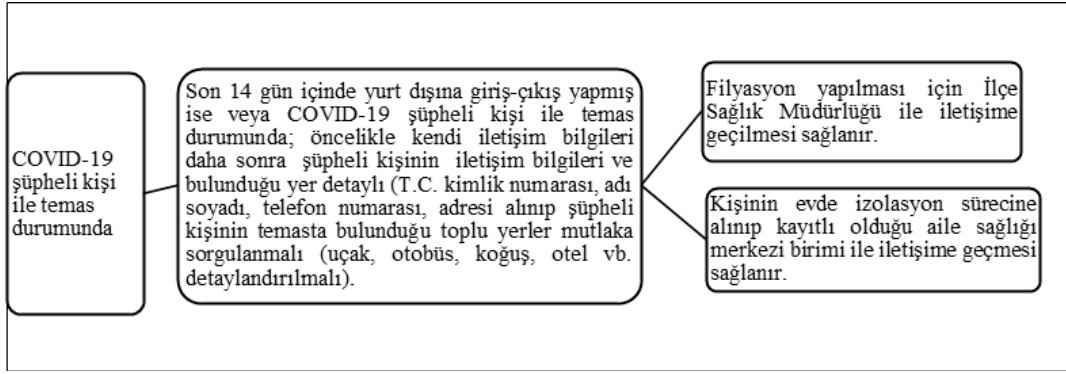 COVID-19
şüpheli kişi
ile temas
durumunda
Son 14 gün içinde yurt dışına giriş-çıkış yapmış
ise veya COVID-19 şüpheli kişi ile temas
durumunda; öncelikle kendi iletişim bilgileri
daha sonra şüpheli kişinin iletişim bilgileri ve
bulunduğu yer detaylı (T.C. kimlik numarası, adı
soyadı, telefon numarası, adresi alınıp şüpheli
kişinin temasta bulunduğu toplu yerler mutlaka
sorgulanmalı (uçak, otobüs, koğuş, otel vb.
detaylandırılmalı).
Filyasyon yapılması için İlçe
Sağlık Müdürlüğü ile iletişime
geçilmesi sağlanır.
Kişinin evde izolasyon sürecine
alınıp kayıtlı olduğu aile sağlığı
merkezi birimi ile iletişime geçmesi
sağlanır.